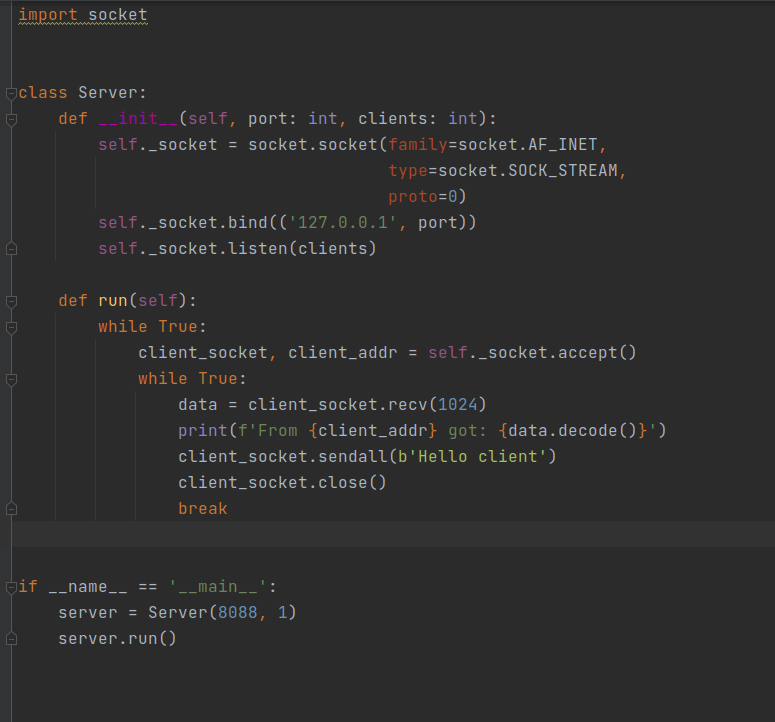 import socket
class Server:
    def __init__(self, port: int, clients: int):
        self._socket = socket.socket(family=socket.AF_INET,
                                     type=socket.SOCK_STREAM,
                                     proto=0)
        self._socket.bind(('127.0.0.1', port))
        self._socket.listen(clients)
    def run(self):
        while True:
            client_socket, client_addr = self._socket.accept()
            while True:
                data = client_socket.recv(1024)
                print(f'From {client_addr} got: {data.decode()}')
                client_socket.sendall(b'Hello client')
                client_socket.close()
                break
if __name__ == '__main__':
    server = Server(8088, 1)
    server.run()